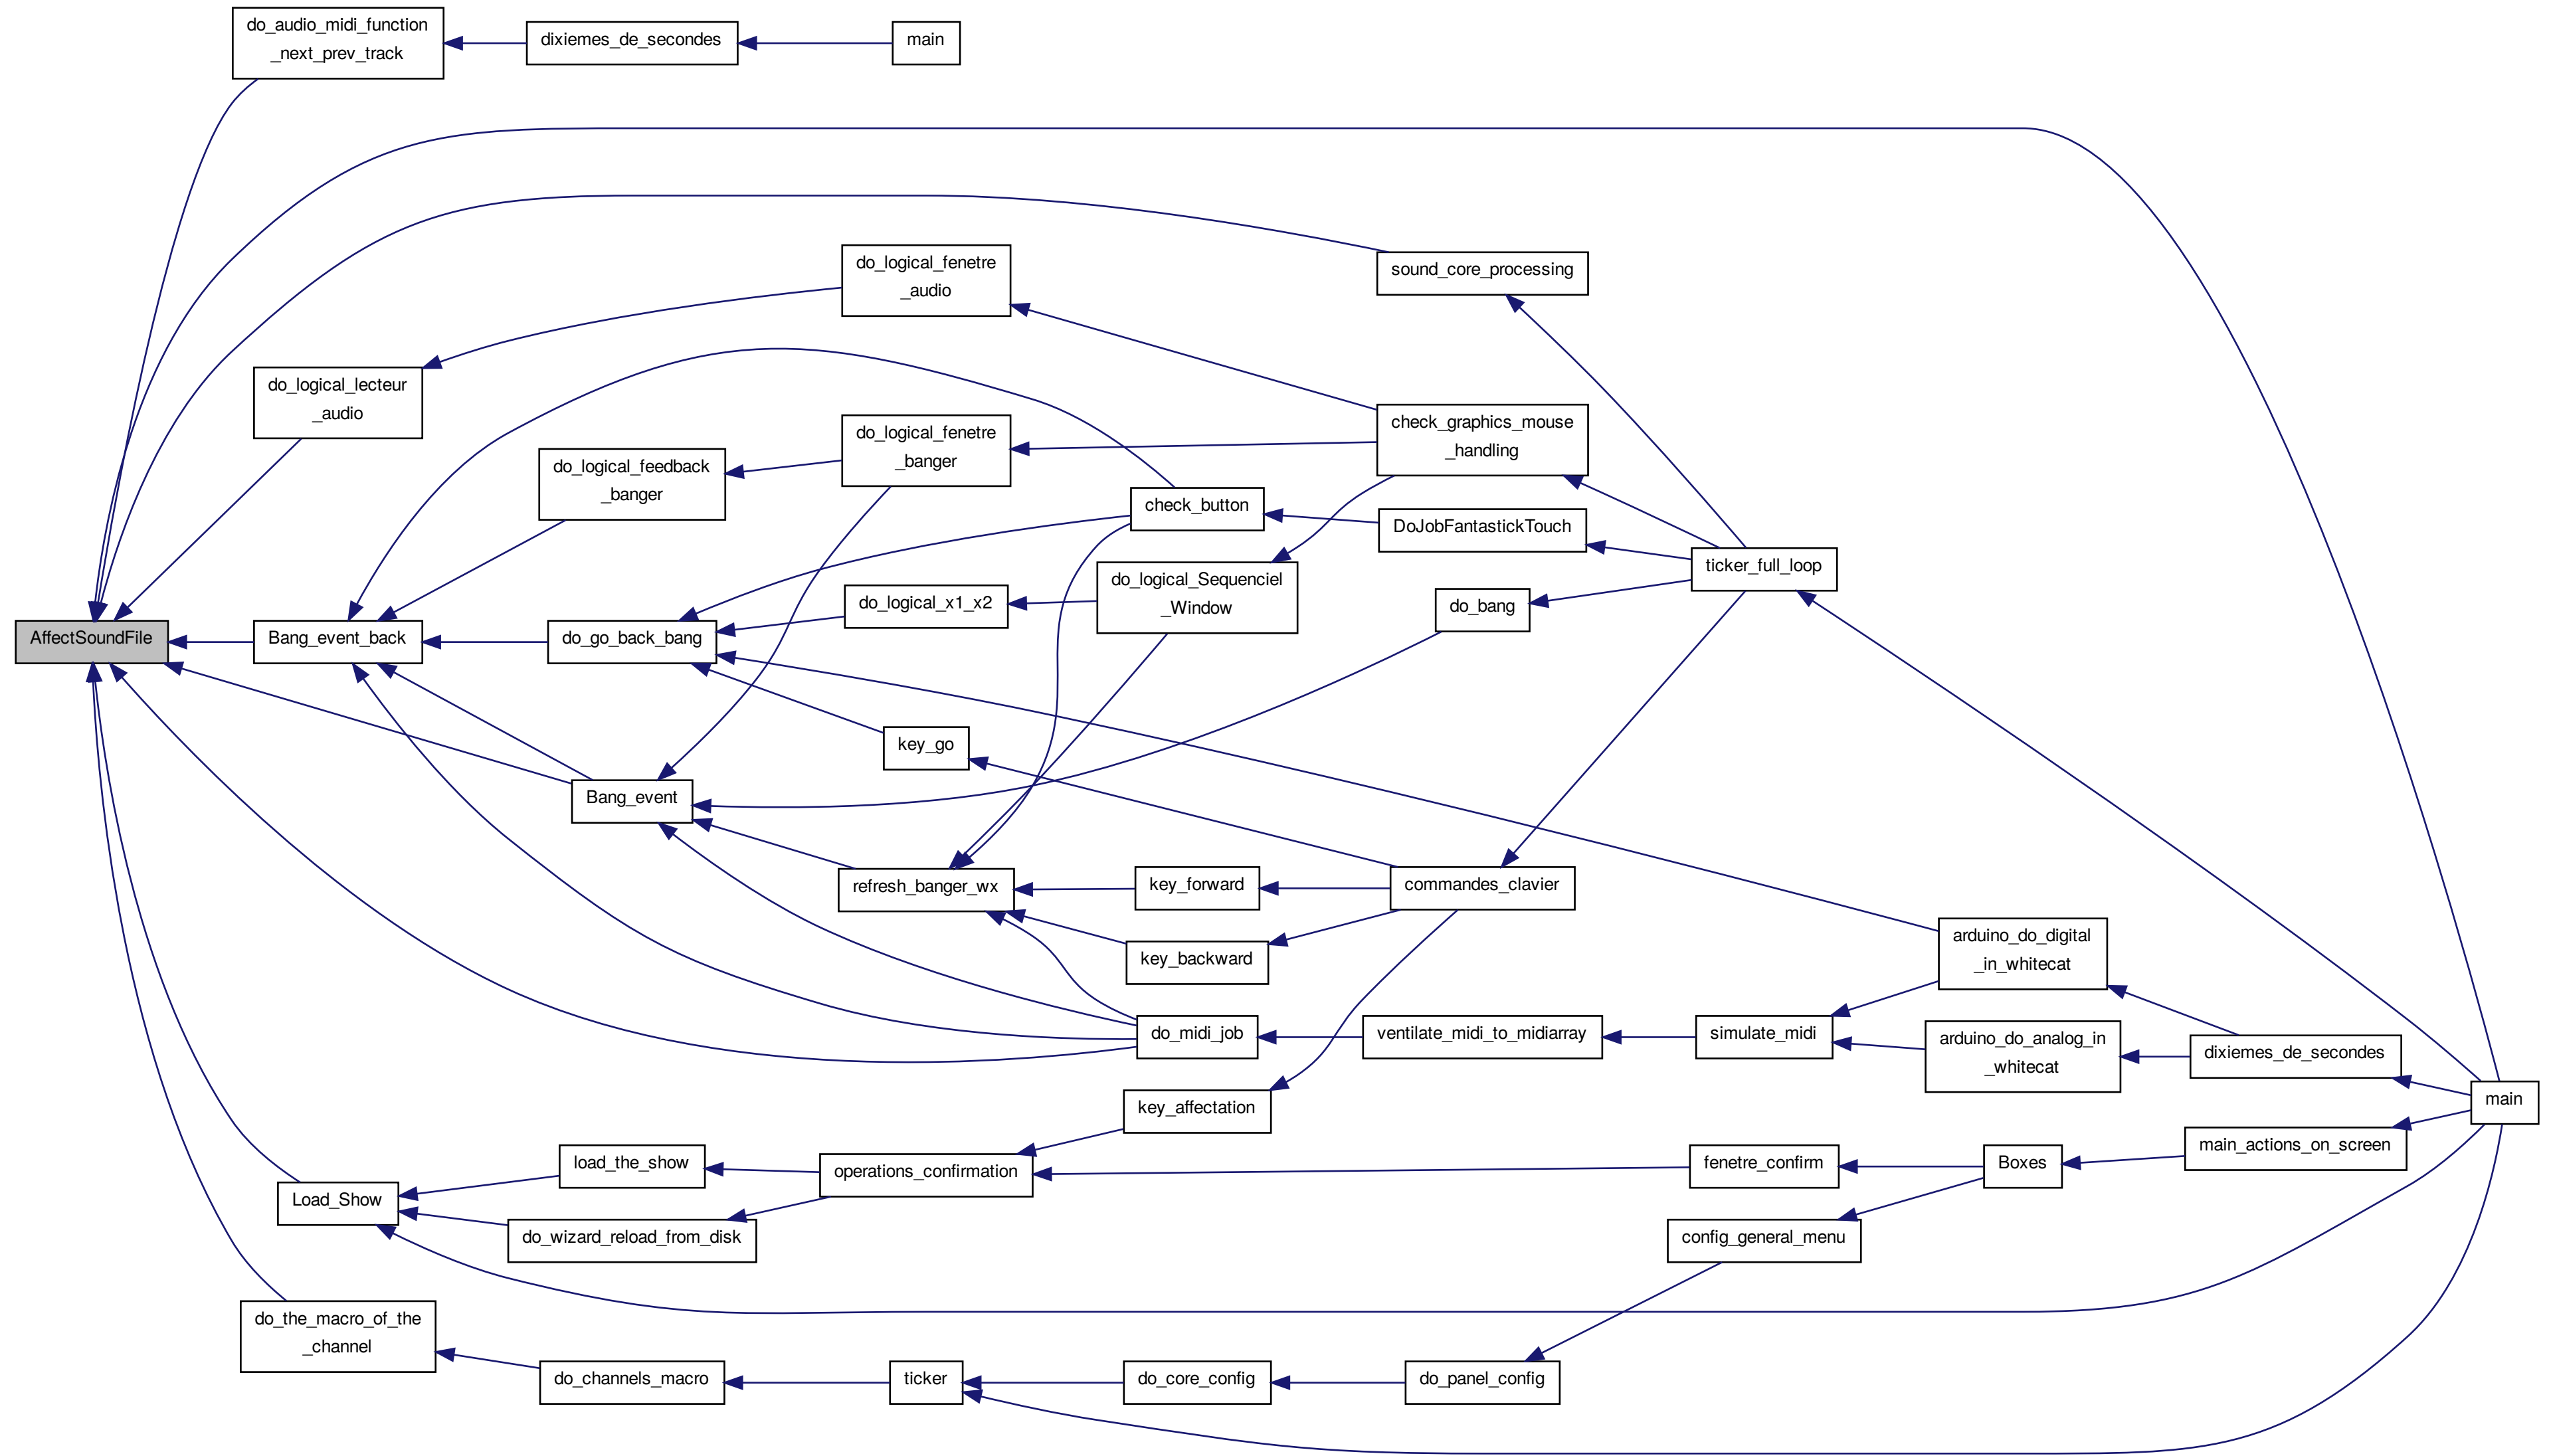 do_audio_midi_function
_next_prev_track
dixiemes_de_secondes
main
do_logical_fenetre
_audio
sound_core_processing
do_logical_lecteur
_audio
do_logical_fenetre
_banger
check_graphics_mouse
_handling
do_logical_feedback
_banger
check_button
DoJobFantastickTouch
ticker_full_loop
do_logical_Sequenciel
_Window
do_logical_x1_x2
do_bang
AffectSoundFile
Bang_event_back
do_go_back_bang
key_go
Bang_event
refresh_banger_wx
key_forward
commandes_clavier
key_backward
arduino_do_digital
_in_whitecat
do_midi_job
ventilate_midi_to_midiarray
simulate_midi
arduino_do_analog_in
_whitecat
dixiemes_de_secondes
main
key_affectation
main_actions_on_screen
load_the_show
operations_confirmation
fenetre_confirm
Boxes
Load_Show
do_wizard_reload_from_disk
config_general_menu
do_the_macro_of_the
_channel
do_channels_macro
ticker
do_core_config
do_panel_config